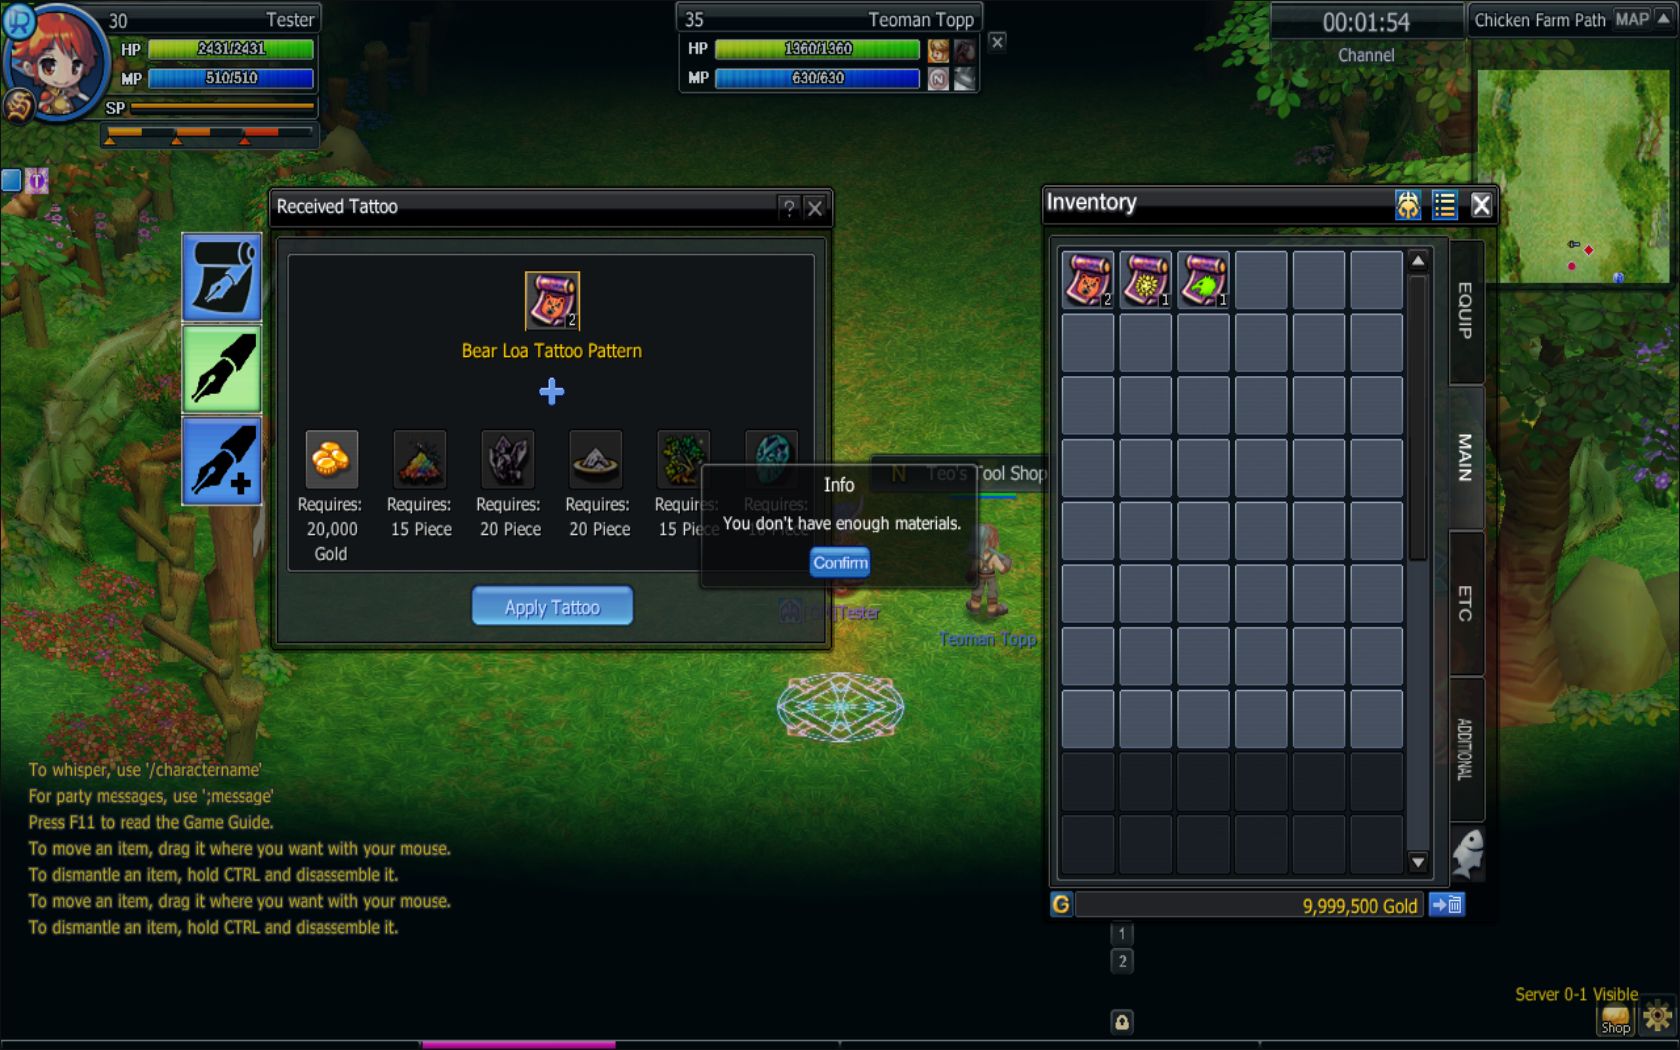 30 Tester
HP 2431/2431
MP 510/510
SP
35 Teoman Topp
HP 1360/1360
MP 630/630
N
00:01:54
Channel
Chicken Farm Path MAP
T
Received Tattoo ?
2
Bear Loa Tattoo Pattern
Requires:
20,000
Gold
Requires:
15 Piece
Requires:
20 Piece
Requires:
20 Piece
Requires:
15 Piece
Requires:
Apply Tattoo
Info
You don't have enough materials.
Confirm
N Teo's Tool Shop
Teoman Topp
Inventory
2 1 1
EQUIP
MAIN
ETC
ADDITIONAL
G 9,999,500 Gold
1
2
To whisper, use '/charactername'
For party messages, use ';message'
Press F11 to read the Game Guide.
To move an item, drag it where you want with your mouse.
To dismantle an item, hold CTRL and disassemble it.
To move an item, drag it where you want with your mouse.
To dismantle an item, hold CTRL and disassemble it.
Server 0-1 Visible
Shop